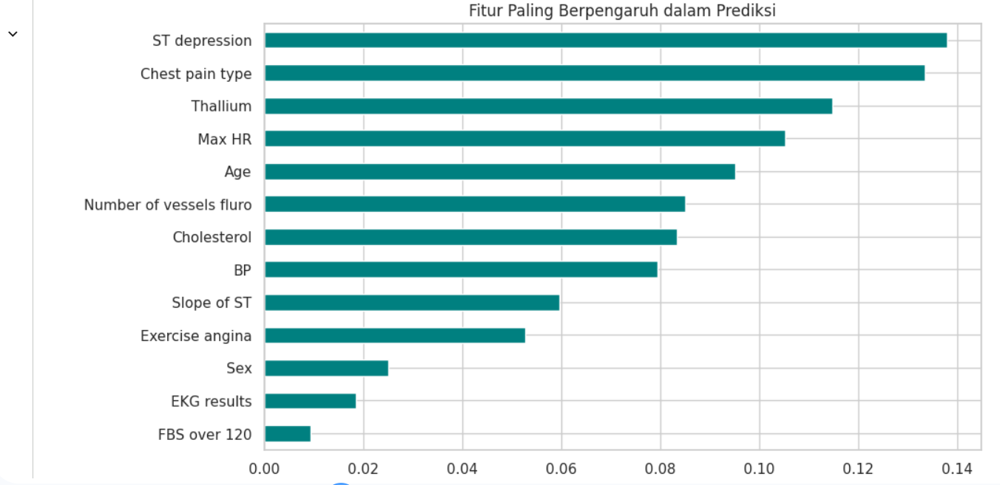 Fitur Paling Berpengaruh dalam Prediksi
ST depression
Chest pain type
Thallium
Max HR
Age
Number of vessels fluro
Cholesterol
BP
Slope of ST
Exercise angina
Sex
EKG results
FBS over 120
0.00 0.02 0.04 0.06 0.08 0.10 0.12 0.14